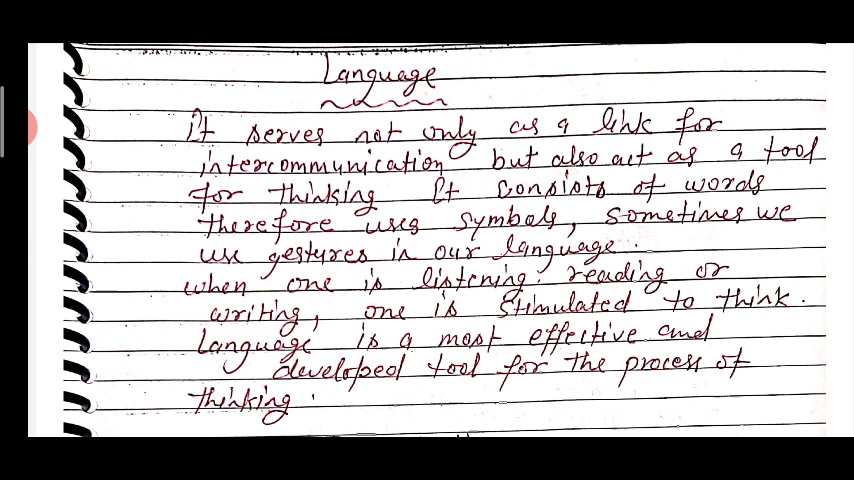 Language
it serves not only as a link for
intercommunication but also act as a tool
for thinking It consists of words
therefore uses symbols, sometimes we
use gestures in our language.
when one is listening. reading or
writing, one is stimulated to think.
Language is a most effective and
developed tool for the process of
thinking.